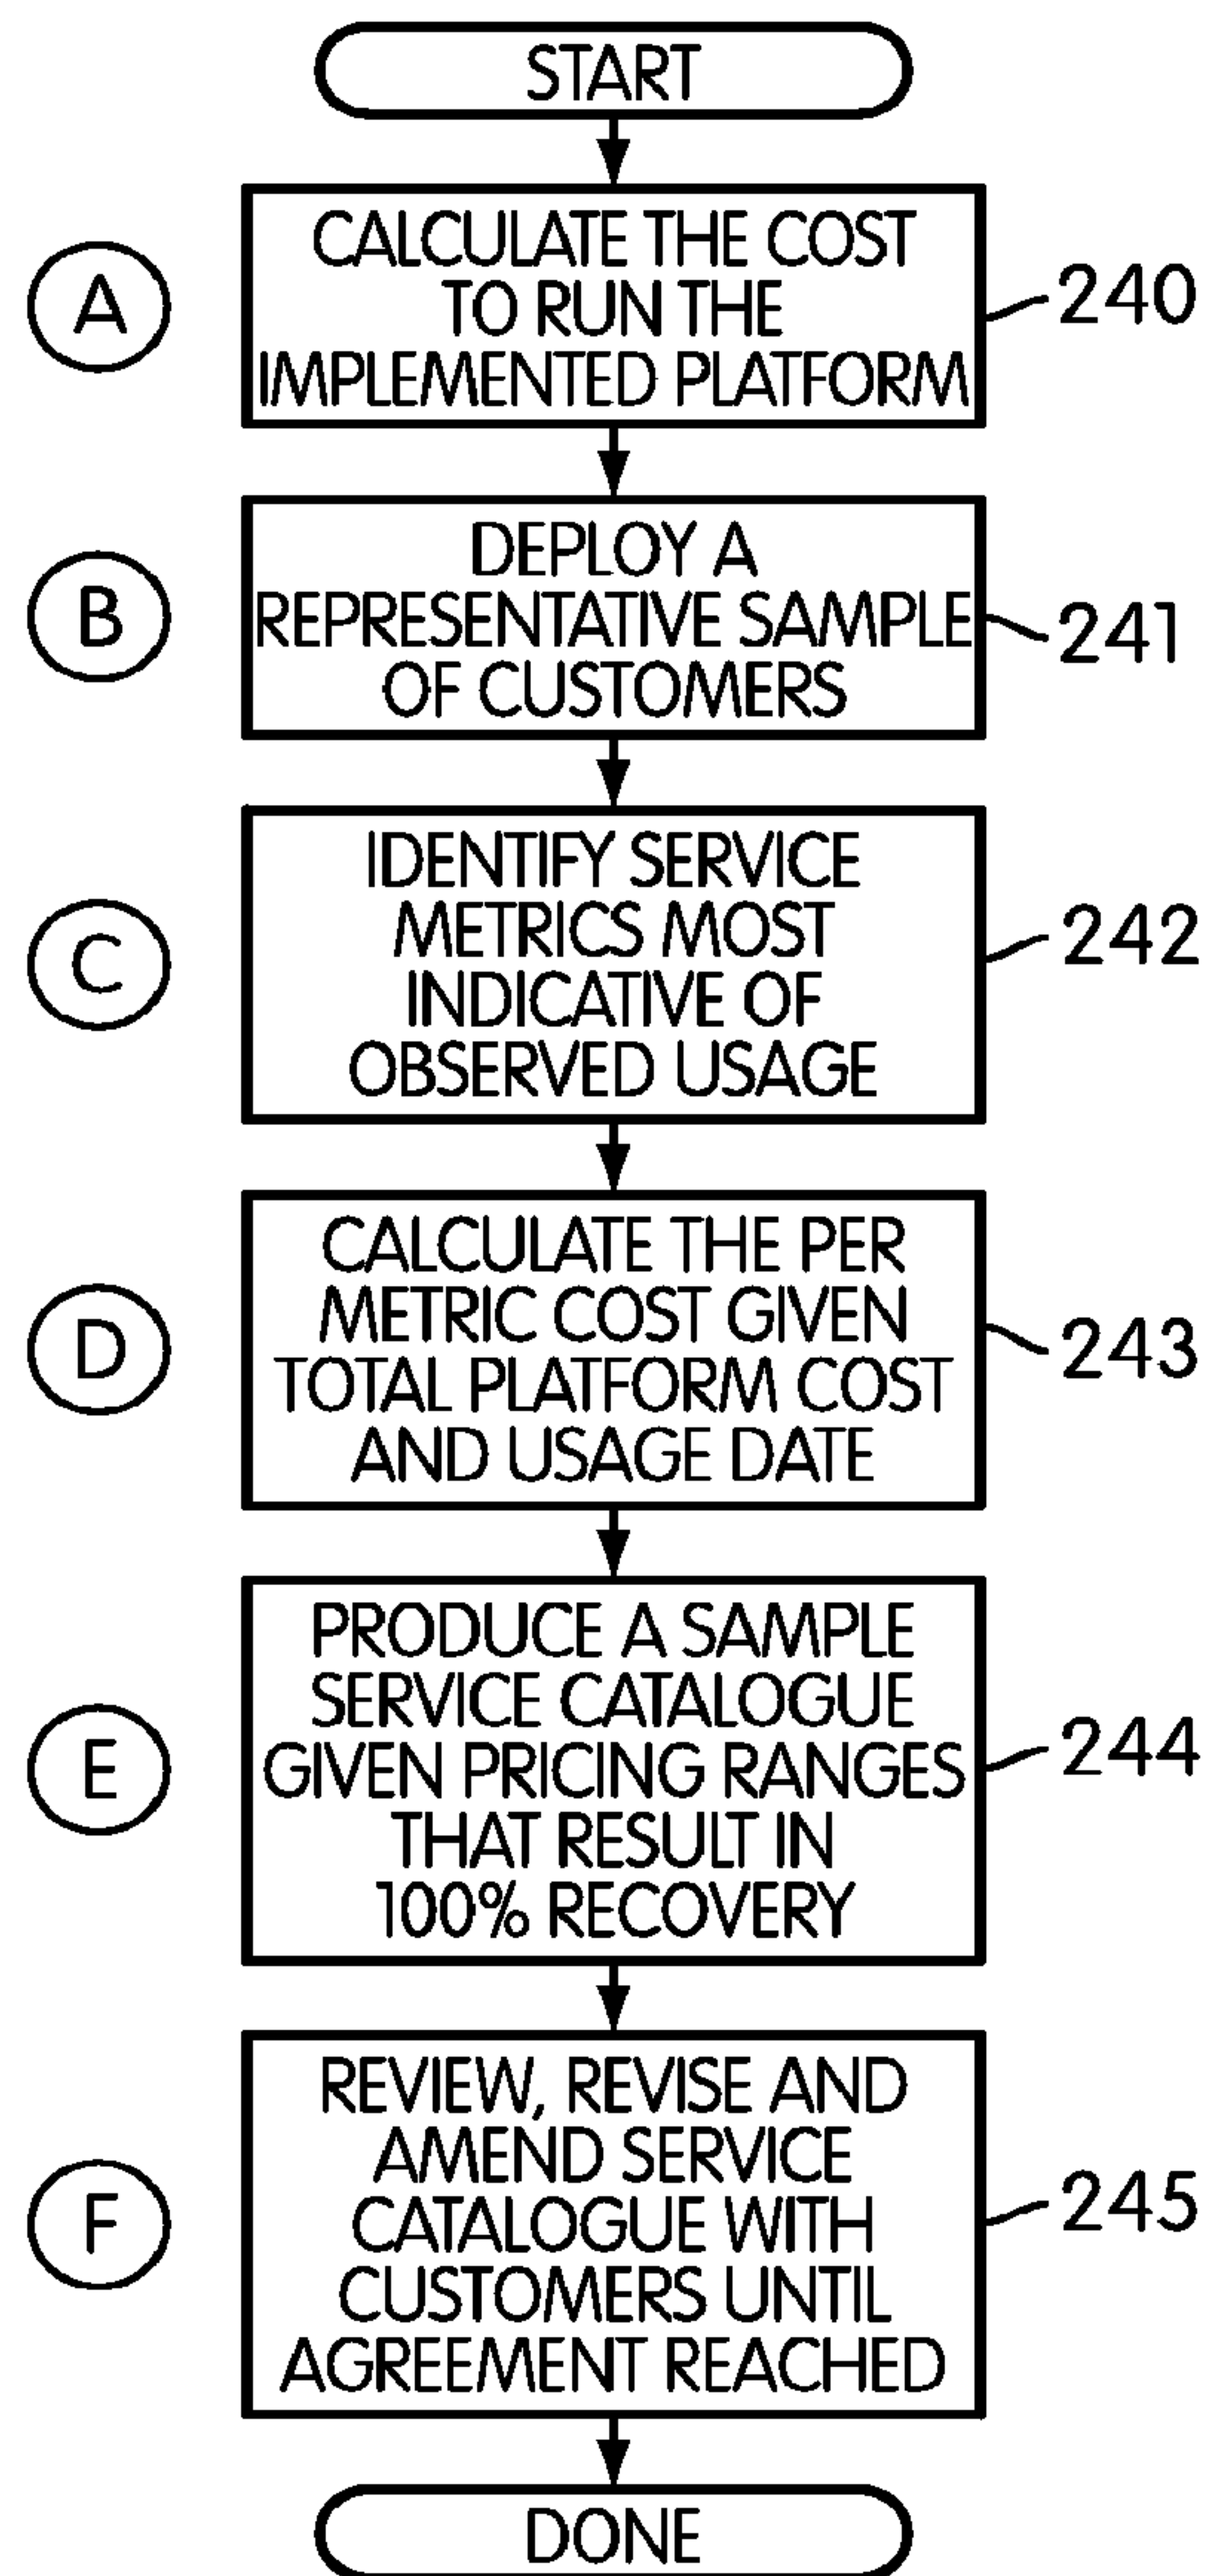 START
A
CALCULATE THE COST
TO RUN THE
IMPLEMENTED PLATFORM
240
B
DEPLOY A
REPRESENTATIVE SAMPLE
OF CUSTOMERS
241
C
IDENTIFY SERVICE
METRICS MOST
INDICATIVE OF
OBSERVED USAGE
242
D
CALCULATE THE PER
METRIC COST GIVEN
TOTAL PLATFORM COST
AND USAGE DATE
243
E
PRODUCE A SAMPLE
SERVICE CATALOGUE
GIVEN PRICING RANGES
THAT RESULT IN
100% RECOVERY
244
F
REVIEW, REVISE AND
AMEND SERVICE
CATALOGUE WITH
CUSTOMERS UNTIL
AGREEMENT REACHED
245
DONE